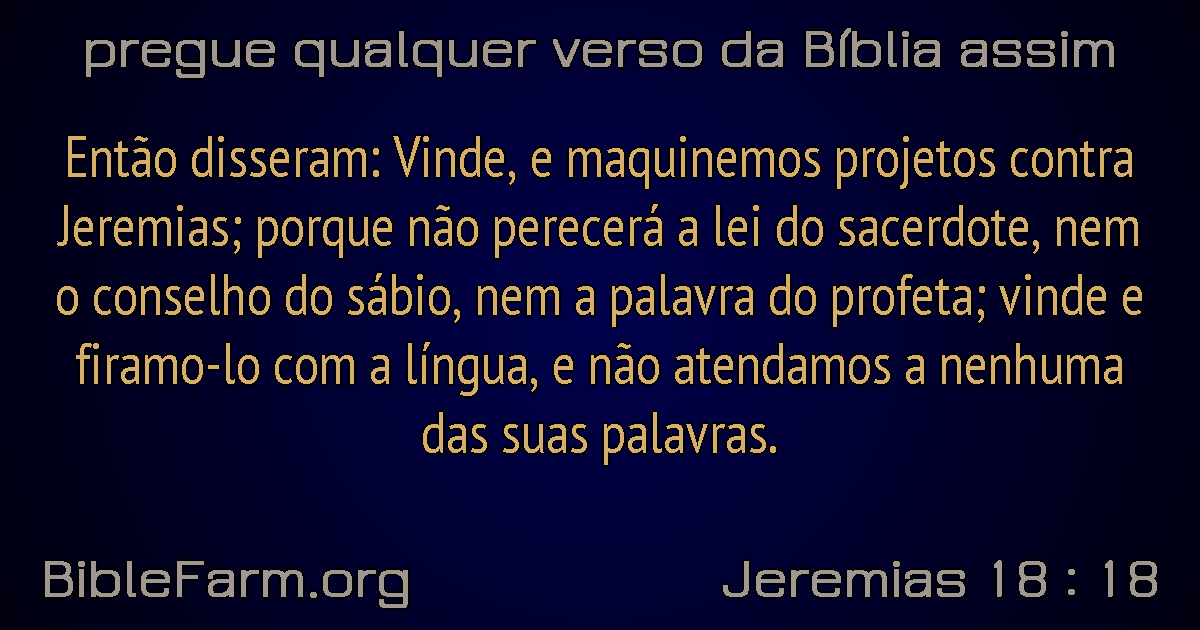 pregue qualquer verso da Bíblia assim
Então disseram: Vinde, e maquinemos projetos contra
Jeremias; porque não perecerá a lei do sacerdote, nem
o conselho do sábio, nem a palavra do profeta; vinde e
firamo-lo com a língua, e não atendamos a nenhuma
das suas palavras.
BibleFarm.org
Jeremias 18 : 18